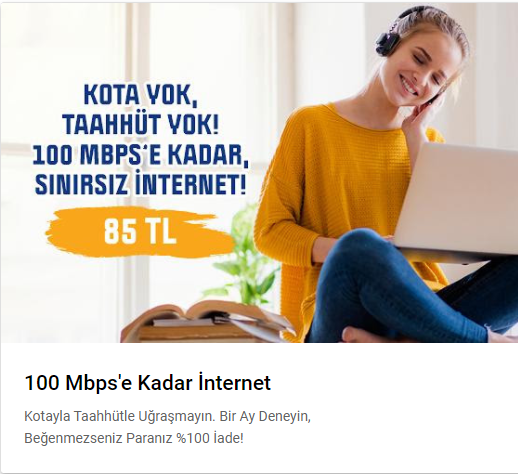 KOTA YOK,
TAAHHÜT YOK!
100 MBPS'E KADAR,
SINIRSIZ İNTERNET!
85 TL
100 Mbps'e Kadar İnternet
Kotayla Taahhütle Uğraşmayın. Bir Ay Deneyin,
Beğenmezseniz Paranız %100 İade!